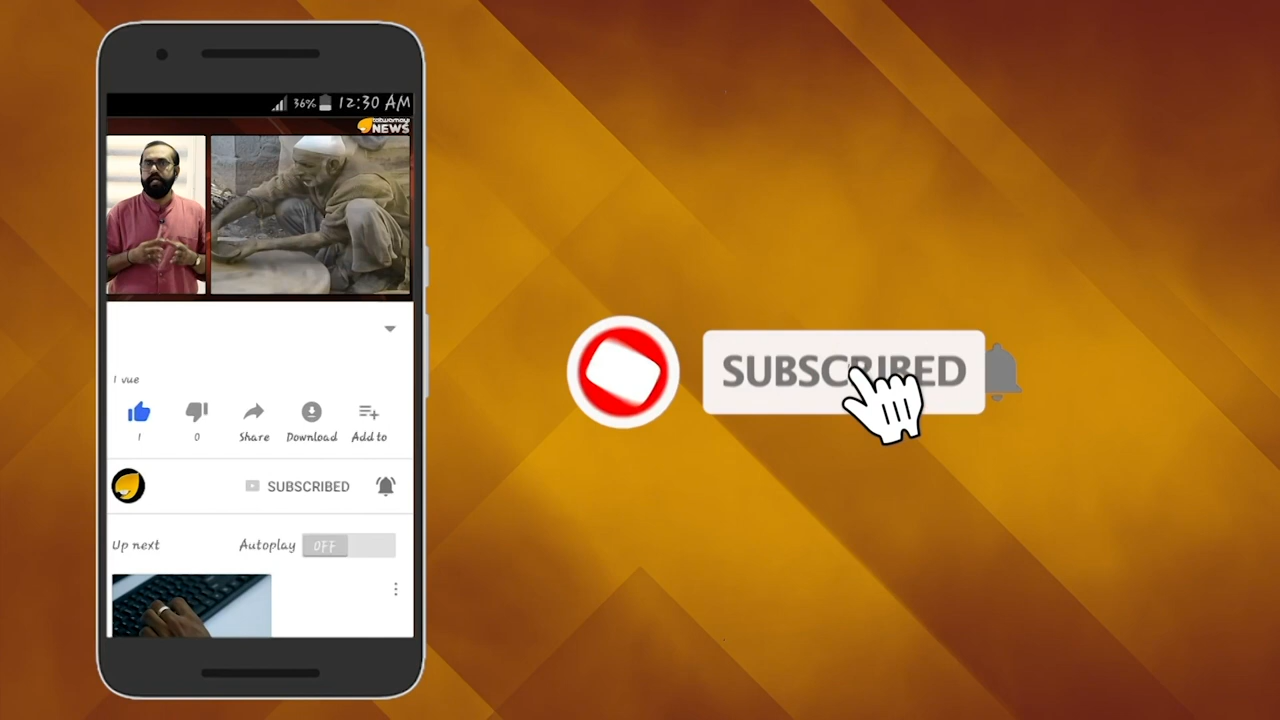 36% 12:30 AM
tatwamayi
NEWS
1 vue
1 0 Share Download Add to
SUBSCRIBED
Up next Autoplay OFF
SUBSCRIBED